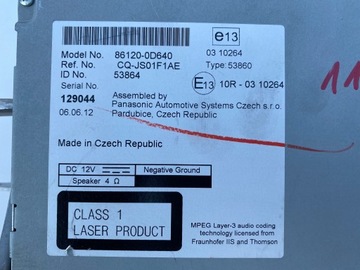 e13
Model No. 86120-0D640 03 10264
Ref. No. CQ-JS01F1AE Type: 53860
ID No. 53864
Serial No. E13 10R - 03 10264
129044 Assembled by
Panasonic Automotive Systems Czech s.r.o.
06.06.12 Pardubice, Czech Republic
Made in Czech Republic
DC 12V Negative Ground
Speaker 4 Ω
CLASS 1
LASER PRODUCT
MPEG Layer-3 audio coding
technology licensed from
Fraunhofer IIS and Thomson
11